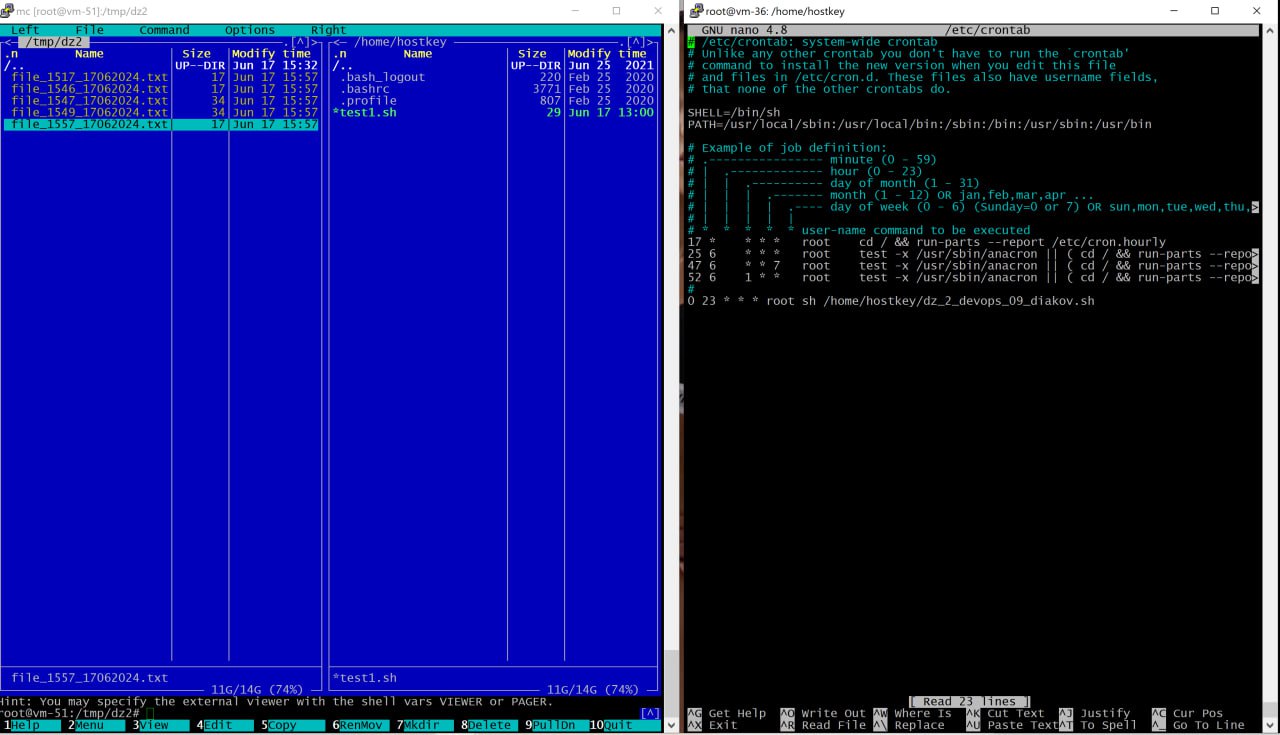 mc [root@vm-51]:/tmp/dz2
Left File Command Options Right
<- /tmp/dz2 .[^]>
.n Name Size Modify time
/.. UP--DIR Jun 17 15:32
file_1517_17062024.txt 17 Jun 17 15:57
file_1546_17062024.txt 17 Jun 17 15:57
file_1547_17062024.txt 34 Jun 17 15:57
file_1549_17062024.txt 34 Jun 17 15:57
file_1557_17062024.txt 17 Jun 17 15:57
file_1557_17062024.txt
11G/14G (74%)
<- /home/hostkey .[^]>
.n Name Size Modify time
/.. UP--DIR Jun 25 2021
.bash_logout 220 Feb 25 2020
.bashrc 3771 Feb 25 2020
.profile 807 Feb 25 2020
*test1.sh 29 Jun 17 13:00
*test1.sh
11G/14G (74%)
Hint: You may specify the external viewer with the shell vars VIEWER or PAGER.
root@vm-51:/tmp/dz2# [^]
1Help 2Menu 3View 4Edit 5Copy 6RenMov 7Mkdir 8Delete 9PullDn 10Quit
root@vm-36: /home/hostkey
GNU nano 4.8 /etc/crontab
# /etc/crontab: system-wide crontab
# Unlike any other crontab you don't have to run the `crontab'
# command to install the new version when you edit this file
# and files in /etc/cron.d. These files also have username fields,
# that none of the other crontabs do.
SHELL=/bin/sh
PATH=/usr/local/sbin:/usr/local/bin:/sbin:/bin:/usr/sbin:/usr/bin
# Example of job definition:
# .---------------- minute (0 - 59)
# | .------------- hour (0 - 23)
# | | .---------- day of month (1 - 31)
# | | | .------- month (1 - 12) OR jan,feb,mar,apr ...
# | | | | .---- day of week (0 - 6) (Sunday=0 or 7) OR sun,mon,tue,wed,thu,>
# | | | | |
# * * * * * user-name command to be executed
17 * * * * root cd / && run-parts --report /etc/cron.hourly
25 6 * * * root test -x /usr/sbin/anacron || ( cd / && run-parts --repo>
47 6 * * 7 root test -x /usr/sbin/anacron || ( cd / && run-parts --repo>
52 6 1 * * root test -x /usr/sbin/anacron || ( cd / && run-parts --repo>
#
0 23 * * * root sh /home/hostkey/dz_2_devops_09_diakov.sh
[ Read 23 lines ]
^G Get Help ^O Write Out ^W Where Is ^K Cut Text ^J Justify ^C Cur Pos
^X Exit ^R Read File ^\ Replace ^U Paste Text ^T To Spell ^_ Go To Line